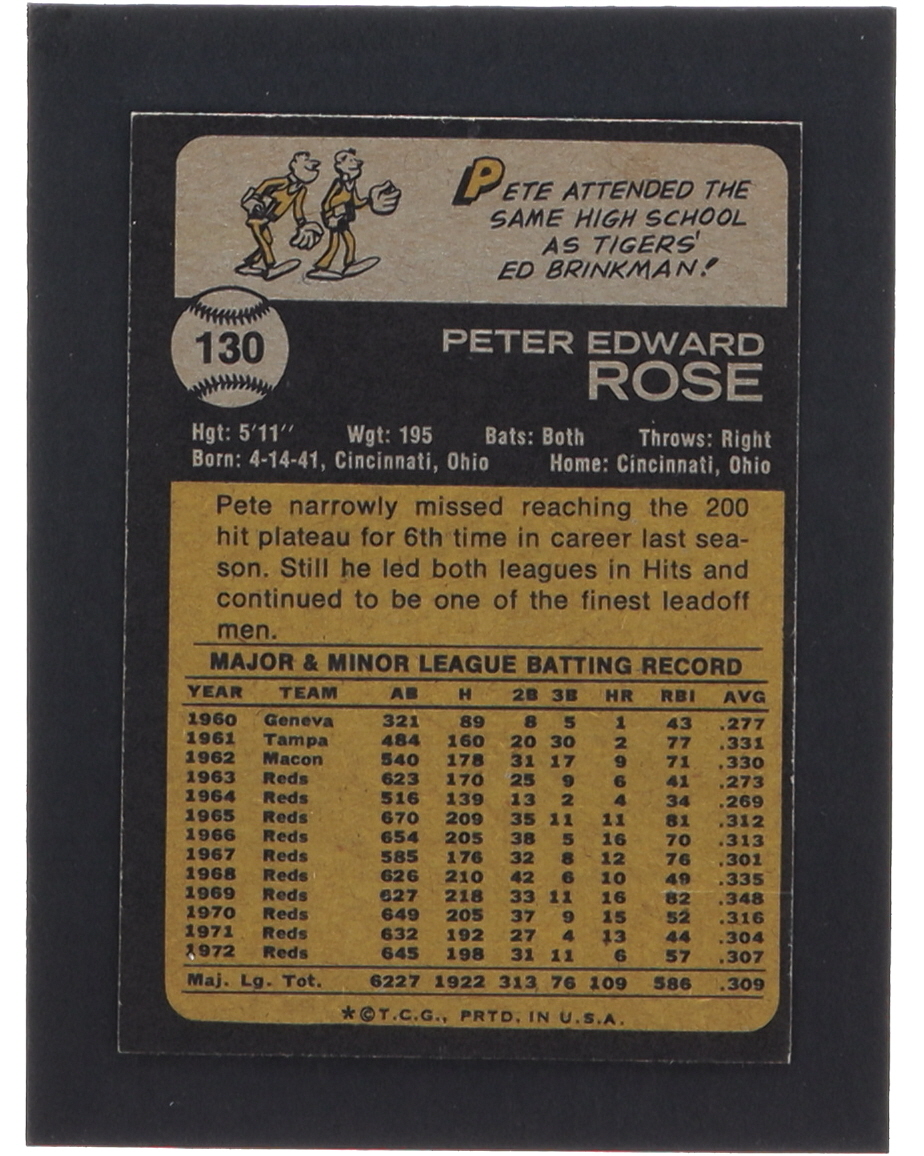 PETE ATTENDED THE
SAME HIGH SCHOOL
AS TIGERS'
ED BRINKMAN!
130
PETER EDWARD
ROSE
Hgt: 5'11'' Wgt: 195 Bats: Both Throws: Right
Born: 4-14-41, Cincinnati, Ohio Home: Cincinnati, Ohio
Pete narrowly missed reaching the 200
hit plateau for 6th time in career last sea-
son. Still he led both leagues in Hits and
continued to be one of the finest leadoff
men.
MAJOR & MINOR LEAGUE BATTING RECORD
YEAR TEAM AB H 2B 3B HR RBI AVG
1960 Geneva 321 89 8 5 1 43 .277
1961 Tampa 484 160 20 30 2 77 .331
1962 Macon 540 178 31 17 9 71 .330
1963 Reds 623 170 25 9 6 41 .273
1964 Reds 516 139 13 2 4 34 .269
1965 Reds 670 209 35 11 11 81 .312
1966 Reds 654 205 38 5 16 70 .313
1967 Reds 585 176 32 8 12 76 .301
1968 Reds 626 210 42 6 10 49 .335
1969 Reds 627 218 33 11 16 82 .348
1970 Reds 649 205 37 9 15 52 .316
1971 Reds 632 192 27 4 13 44 .304
1972 Reds 645 198 31 11 6 57 .307
Maj. Lg. Tot. 6227 1922 313 76 109 586 .309
*©T.C.G., PRTD. IN U.S.A.